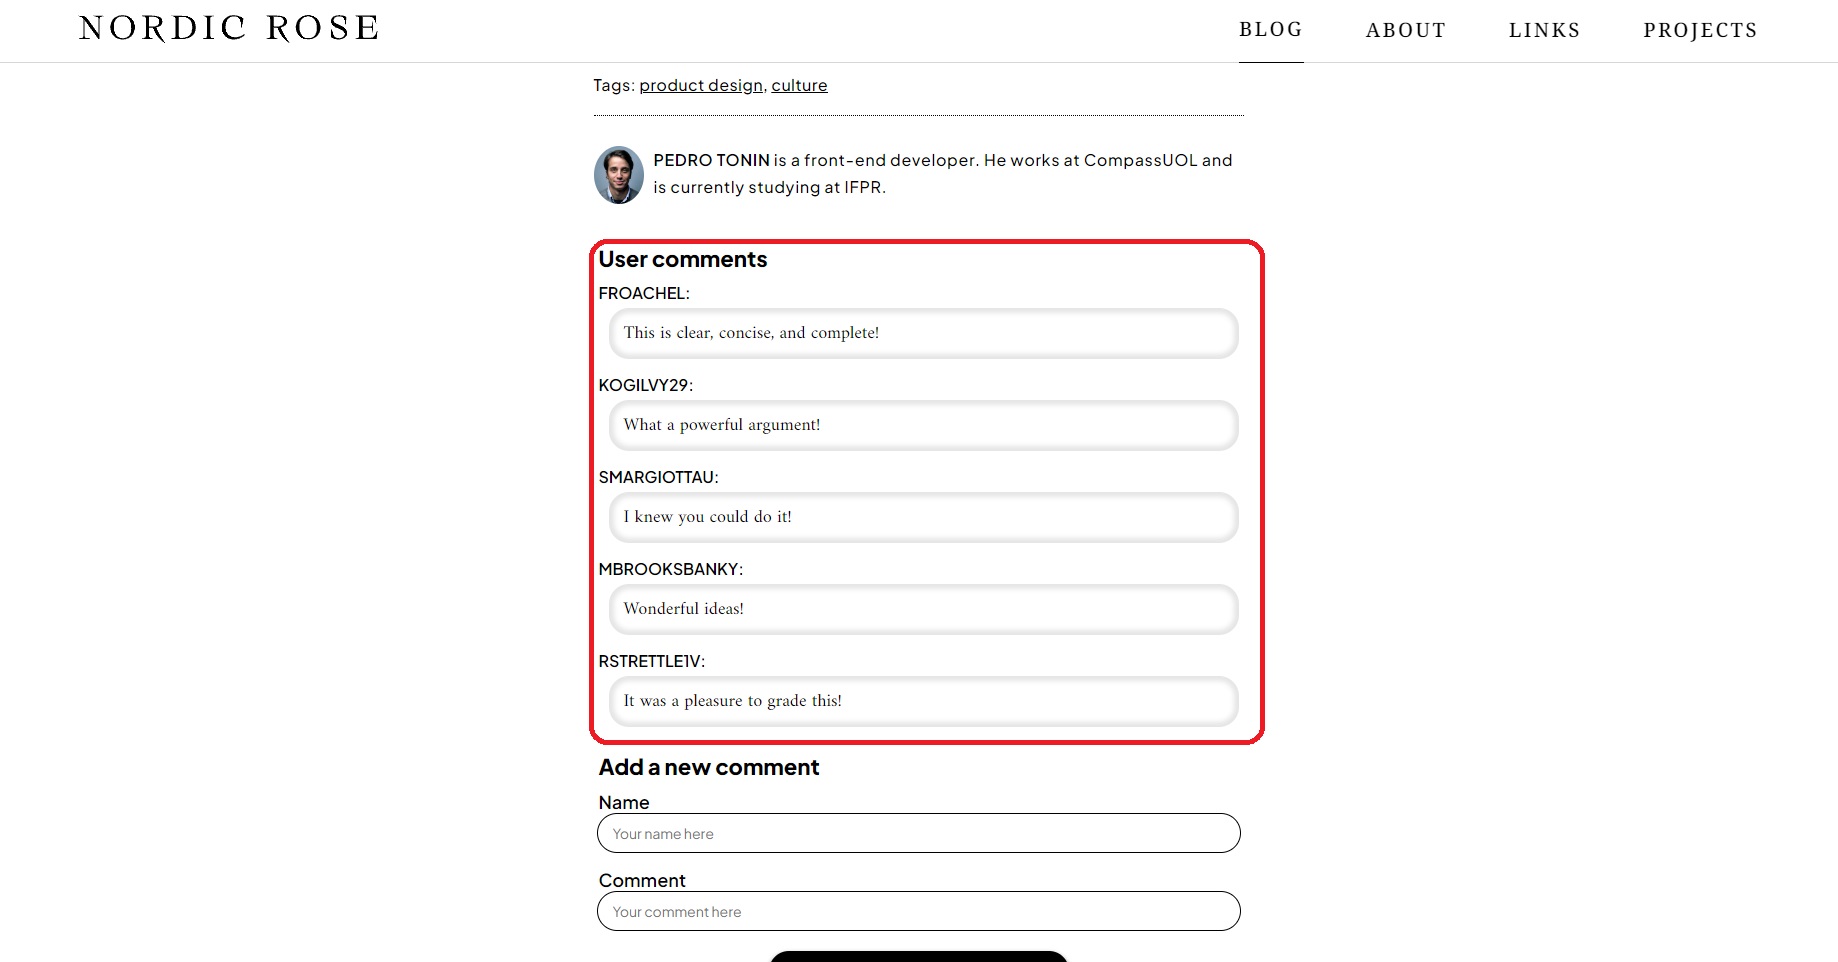 NORDIC ROSE
BLOG ABOUT LINKS PROJECTS
Tags: product design, culture
PEDRO TONIN is a front-end developer. He works at CompassUOL and
is currently studying at IFPR.
User comments
FROACHEL:
This is clear, concise, and complete!
KOGILVY29:
What a powerful argument!
SMARGIOTTAU:
I knew you could do it!
MBROOKSBANKY:
Wonderful ideas!
RSTRETTLE1V:
It was a pleasure to grade this!
Add a new comment
Name
Your name here
Comment
Your comment here